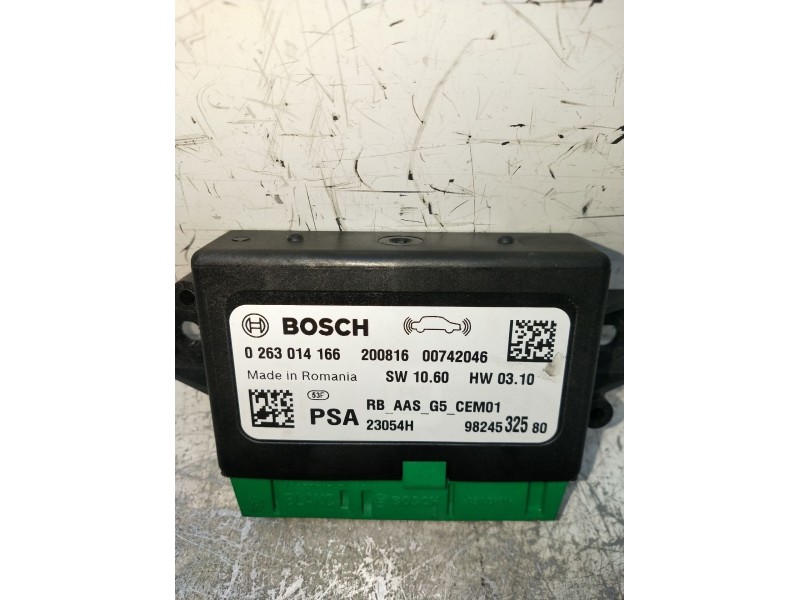 BOSCH
0 263 014 166 200816 00742046
Made in Romania SW 10.60 HW 03.10
53F
PSA RB_AAS_G5_CEM01
23054H 98245 325 80
BOSCH